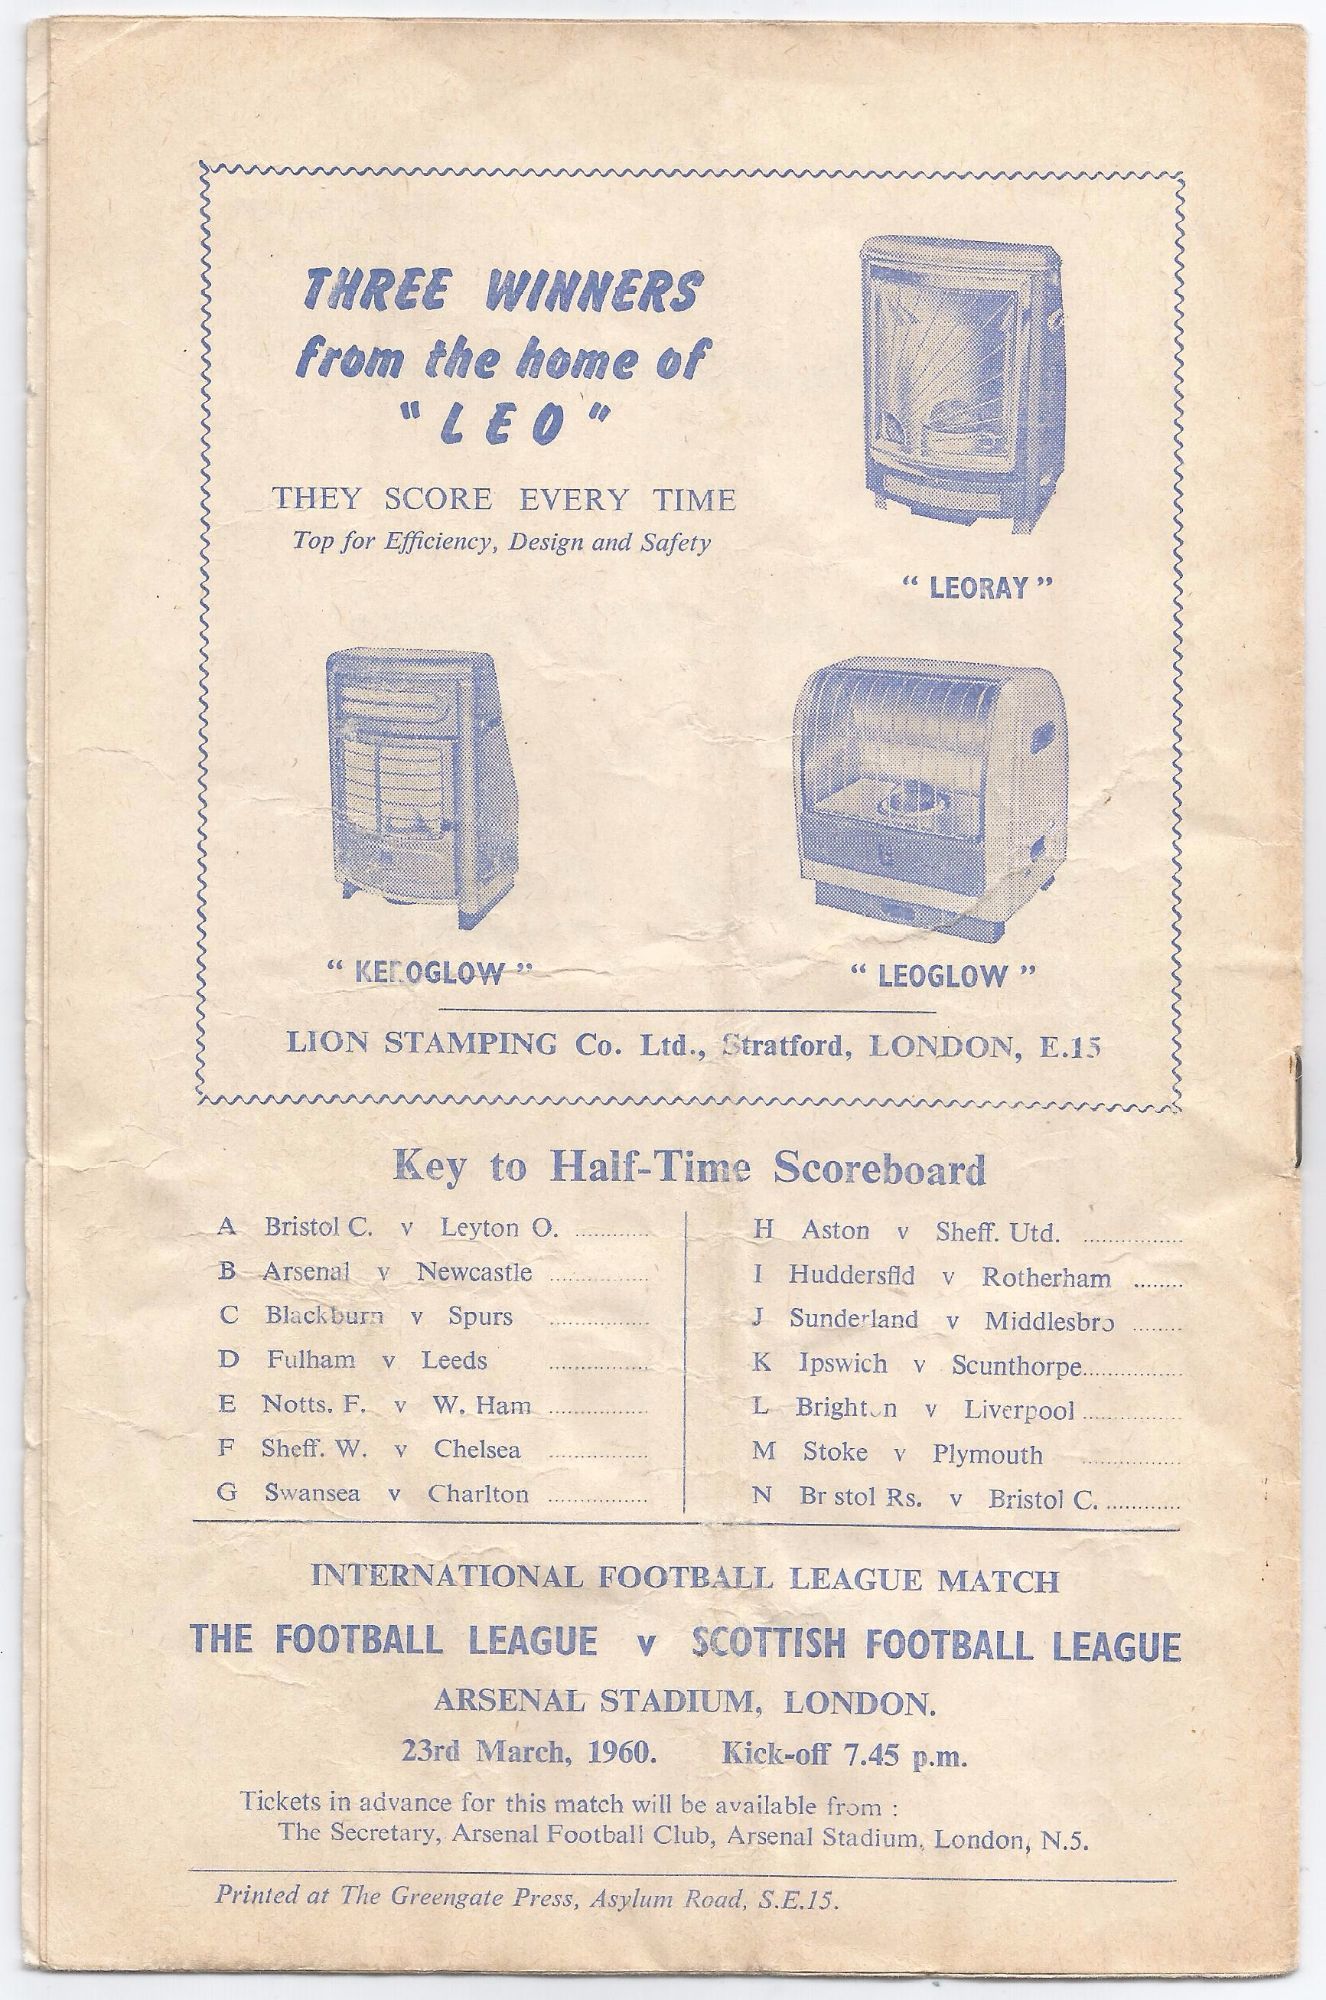 THREE WINNERS
from the home of
"LEO"
THEY SCORE EVERY TIME
Top for Efficiency, Design and Safety
"LEORAY"
"KEROGLOW"
"LEOGLOW"
LION STAMPING Co. Ltd., Stratford, LONDON, E.15
Key to Half-Time Scoreboard
A Bristol C. v Leyton O. ............
B Arsenal v Newcastle ................
C Blackburn v Spurs ................
D Fulham v Leeds ................
E Notts. F. v W. Ham ................
F Sheff. W. v Chelsea ................
G Swansea v Charlton ................
H Aston v Sheff. Utd. ................
I Huddersfld v Rotherham ........
J Sunderland v Middlesbro ........
K Ipswich v Scunthorpe................
L Brighton v Liverpool ................
M Stoke v Plymouth ................
N Br stol Rs. v Bristol C. ............
INTERNATIONAL FOOTBALL LEAGUE MATCH
THE FOOTBALL LEAGUE v SCOTTISH FOOTBALL LEAGUE
ARSENAL STADIUM, LONDON.
23rd March, 1960. Kick-off 7.45 p.m.
Tickets in advance for this match will be available from :
The Secretary, Arsenal Football Club, Arsenal Stadium, London, N.5.
Printed at The Greengate Press, Asylum Road, S.E.15.